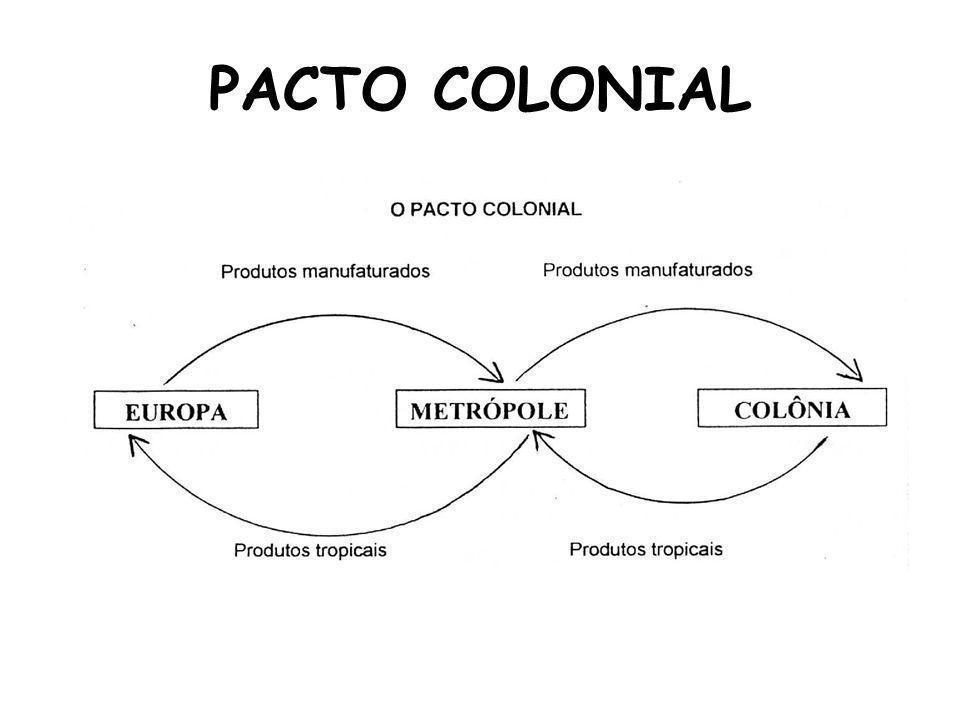 PACTO COLONIAL
O PACTO COLONIAL
Produtos manufaturados
Produtos manufaturados
EUROPA
METRÓPOLE
COLÔNIA
Produtos tropicais
Produtos tropicais